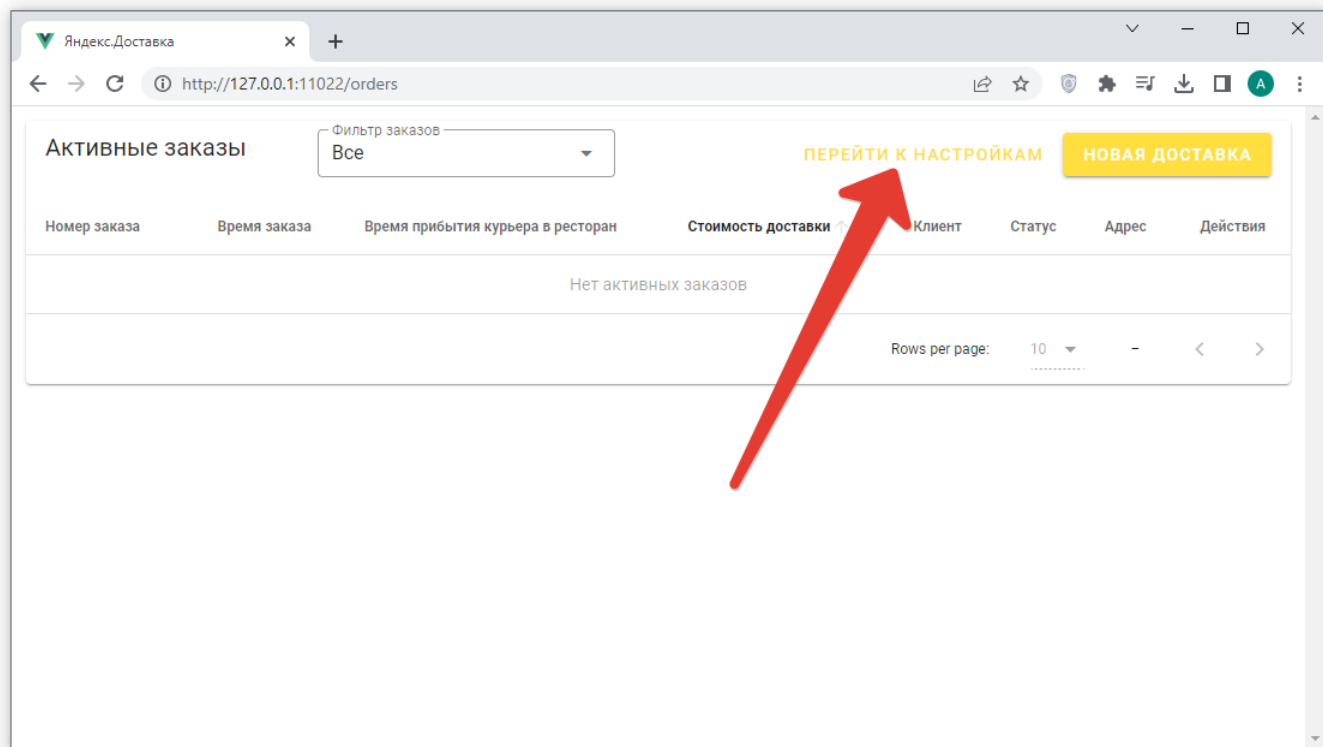 Яндекс.Доставка
http://127.0.0.1:11022/orders
A
Активные заказы
Фильтр заказов
Все
ПЕРЕЙТИ К НАСТРОЙКАМ
НОВАЯ ДОСТАВКА
Номер заказа Время заказа Время прибытия курьера в ресторан Стоимость доставки Клиент Статус Адрес Действия
Нет активных заказов
Rows per page: 10 –